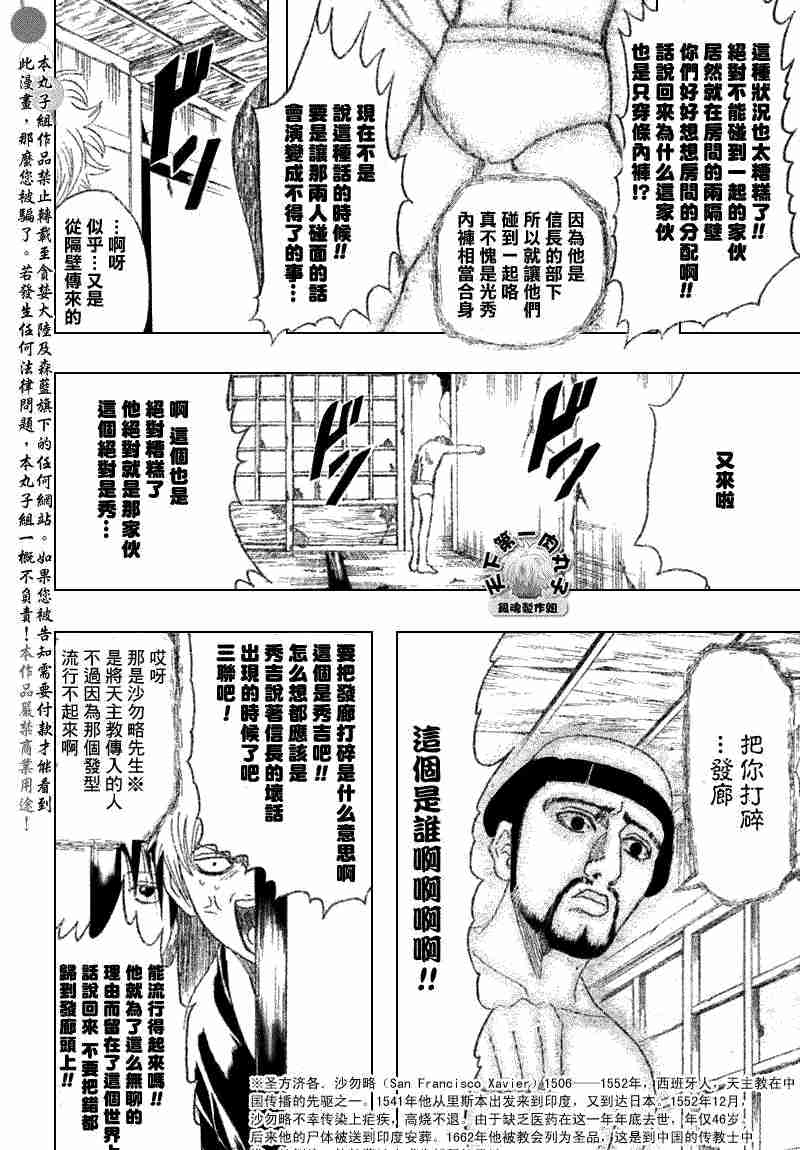 這種狀況也太糟糕了!!
絕對不能碰到一起的家伙
居然就在房間的兩隔壁
你們好好想想房間的分配啊!!
話說回來為什么這家伙
也是只穿條內褲!?
因為他是
信長的部下
所以就讓他們
碰到一起咯
真不愧是光秀
內褲相當合身
現在不是
說這種話的時候!!
要是讓那兩人碰面的話
會演變成不得了的事…
…啊呀
似乎…又是
從隔壁傳來的
又來啦
啊 這個也是
絕對糟糕了
他絕對就是那家伙
這個絕對是秀…
天下第一肉丸子
銀魂製作組
把你打碎
…發廊
這個是誰啊啊啊啊!!
要把發廊打碎是什么意思啊
這個是秀吉吧!!
怎么想都應該是
秀吉說著信長的壞話
出現的時候了吧
三聯吧!
哎呀
那是沙勿略先生※
是將天主教傳入的人
不過因為那個發型
流行不起來啊
能流行得起來嗎!!
他就為了這么無聊的
理由而留在了這個世界上
話說回來 不要把錯都
歸到發廊頭上!!
※圣方济各．沙勿略（San Francisco Xavier）1506——1552年，西班牙人，天主教在中
国传播的先驱之一。1541年他从里斯本出发来到印度，又到达日本。1552年12月，
沙勿略不幸传染上疟疾，高烧不退。由于缺乏医药在这一年年底去世，年仅46岁
后来他的尸体被送到印度安葬。1662年他被教会列为圣品，这是到中国的传教士中
本丸子組作品禁止轉載至貪婪大陸及森藍旗下的任何網站。如果您被告知需要付款才能看到
此漫畫，那麼您被騙了。若發生任何法律問題，本丸子組一概不負責！本作品嚴禁商業用途！